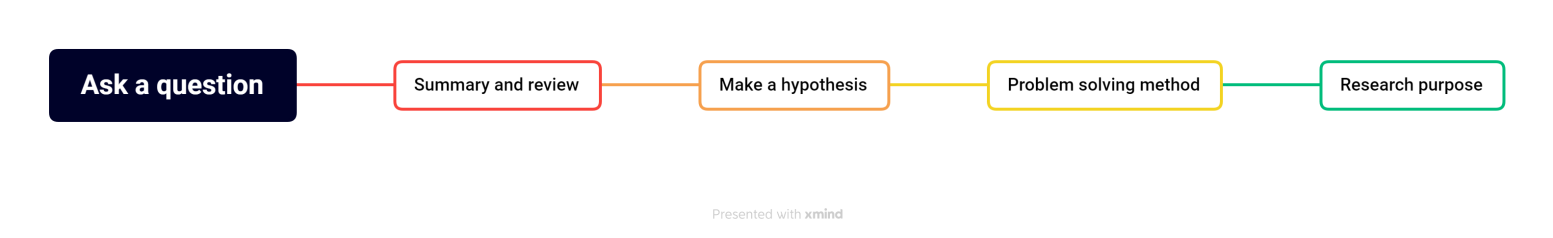 Ask a question
Summary and review
Make a hypothesis
Problem solving method
Research purpose
Presented with xmind